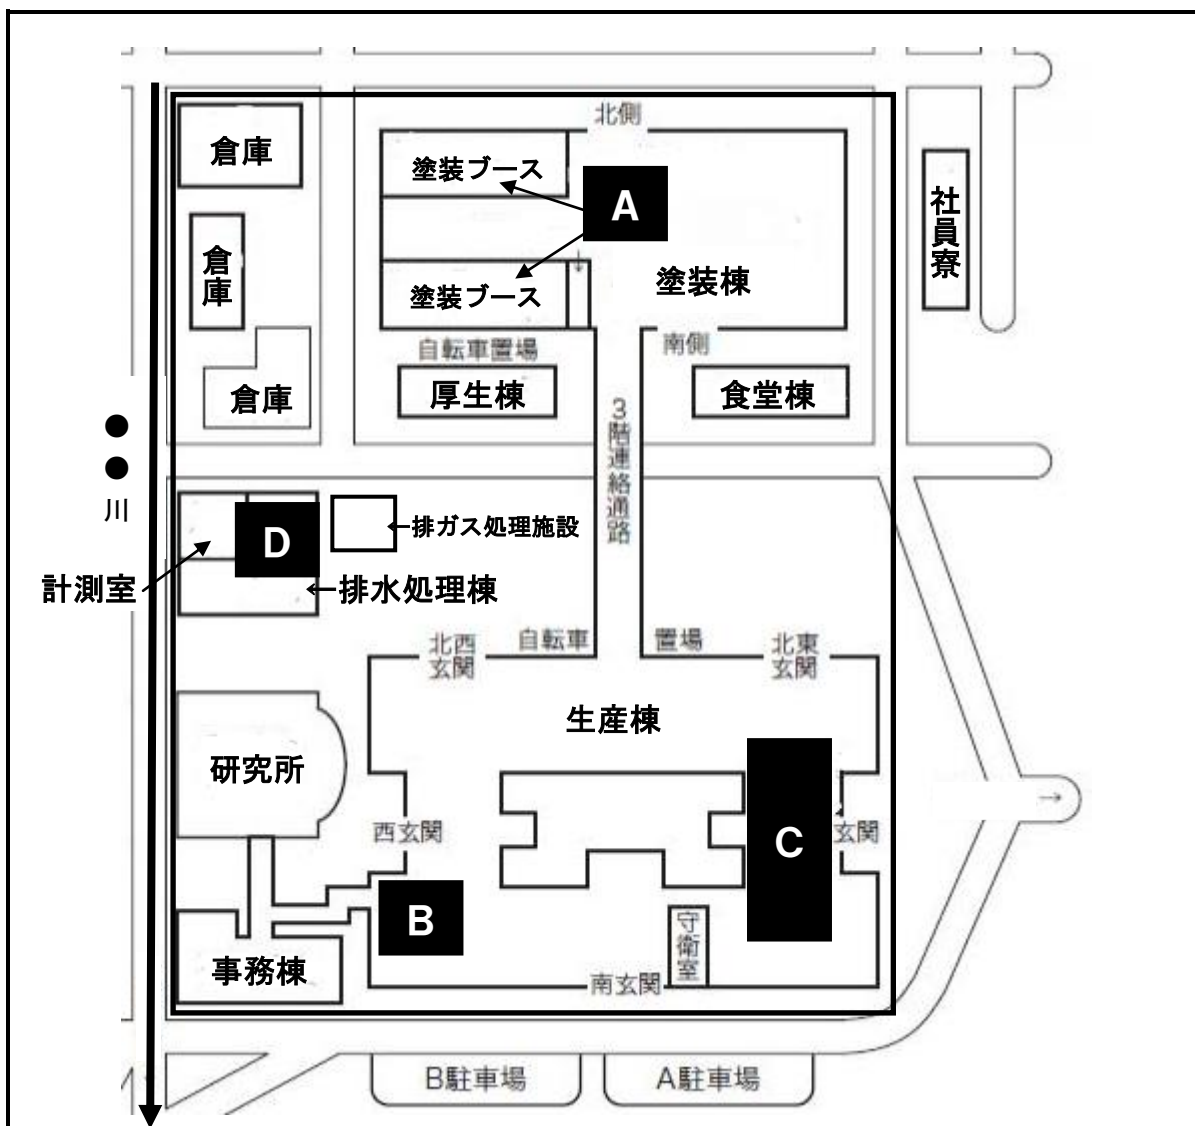 北側
倉庫
塗装ブース
A
社員寮
倉庫
塗装ブース
塗装棟
自転車置場
南側
倉庫
厚生棟
食堂棟
3階連絡通路
●
●
川
D
←排ガス処理施設
計測室
←排水処理棟
北西
玄関
自転車
置場
北東
玄関
生産棟
研究所
西玄関
C
玄関
B
守衛室
事務棟
南玄関
B駐車場
A駐車場